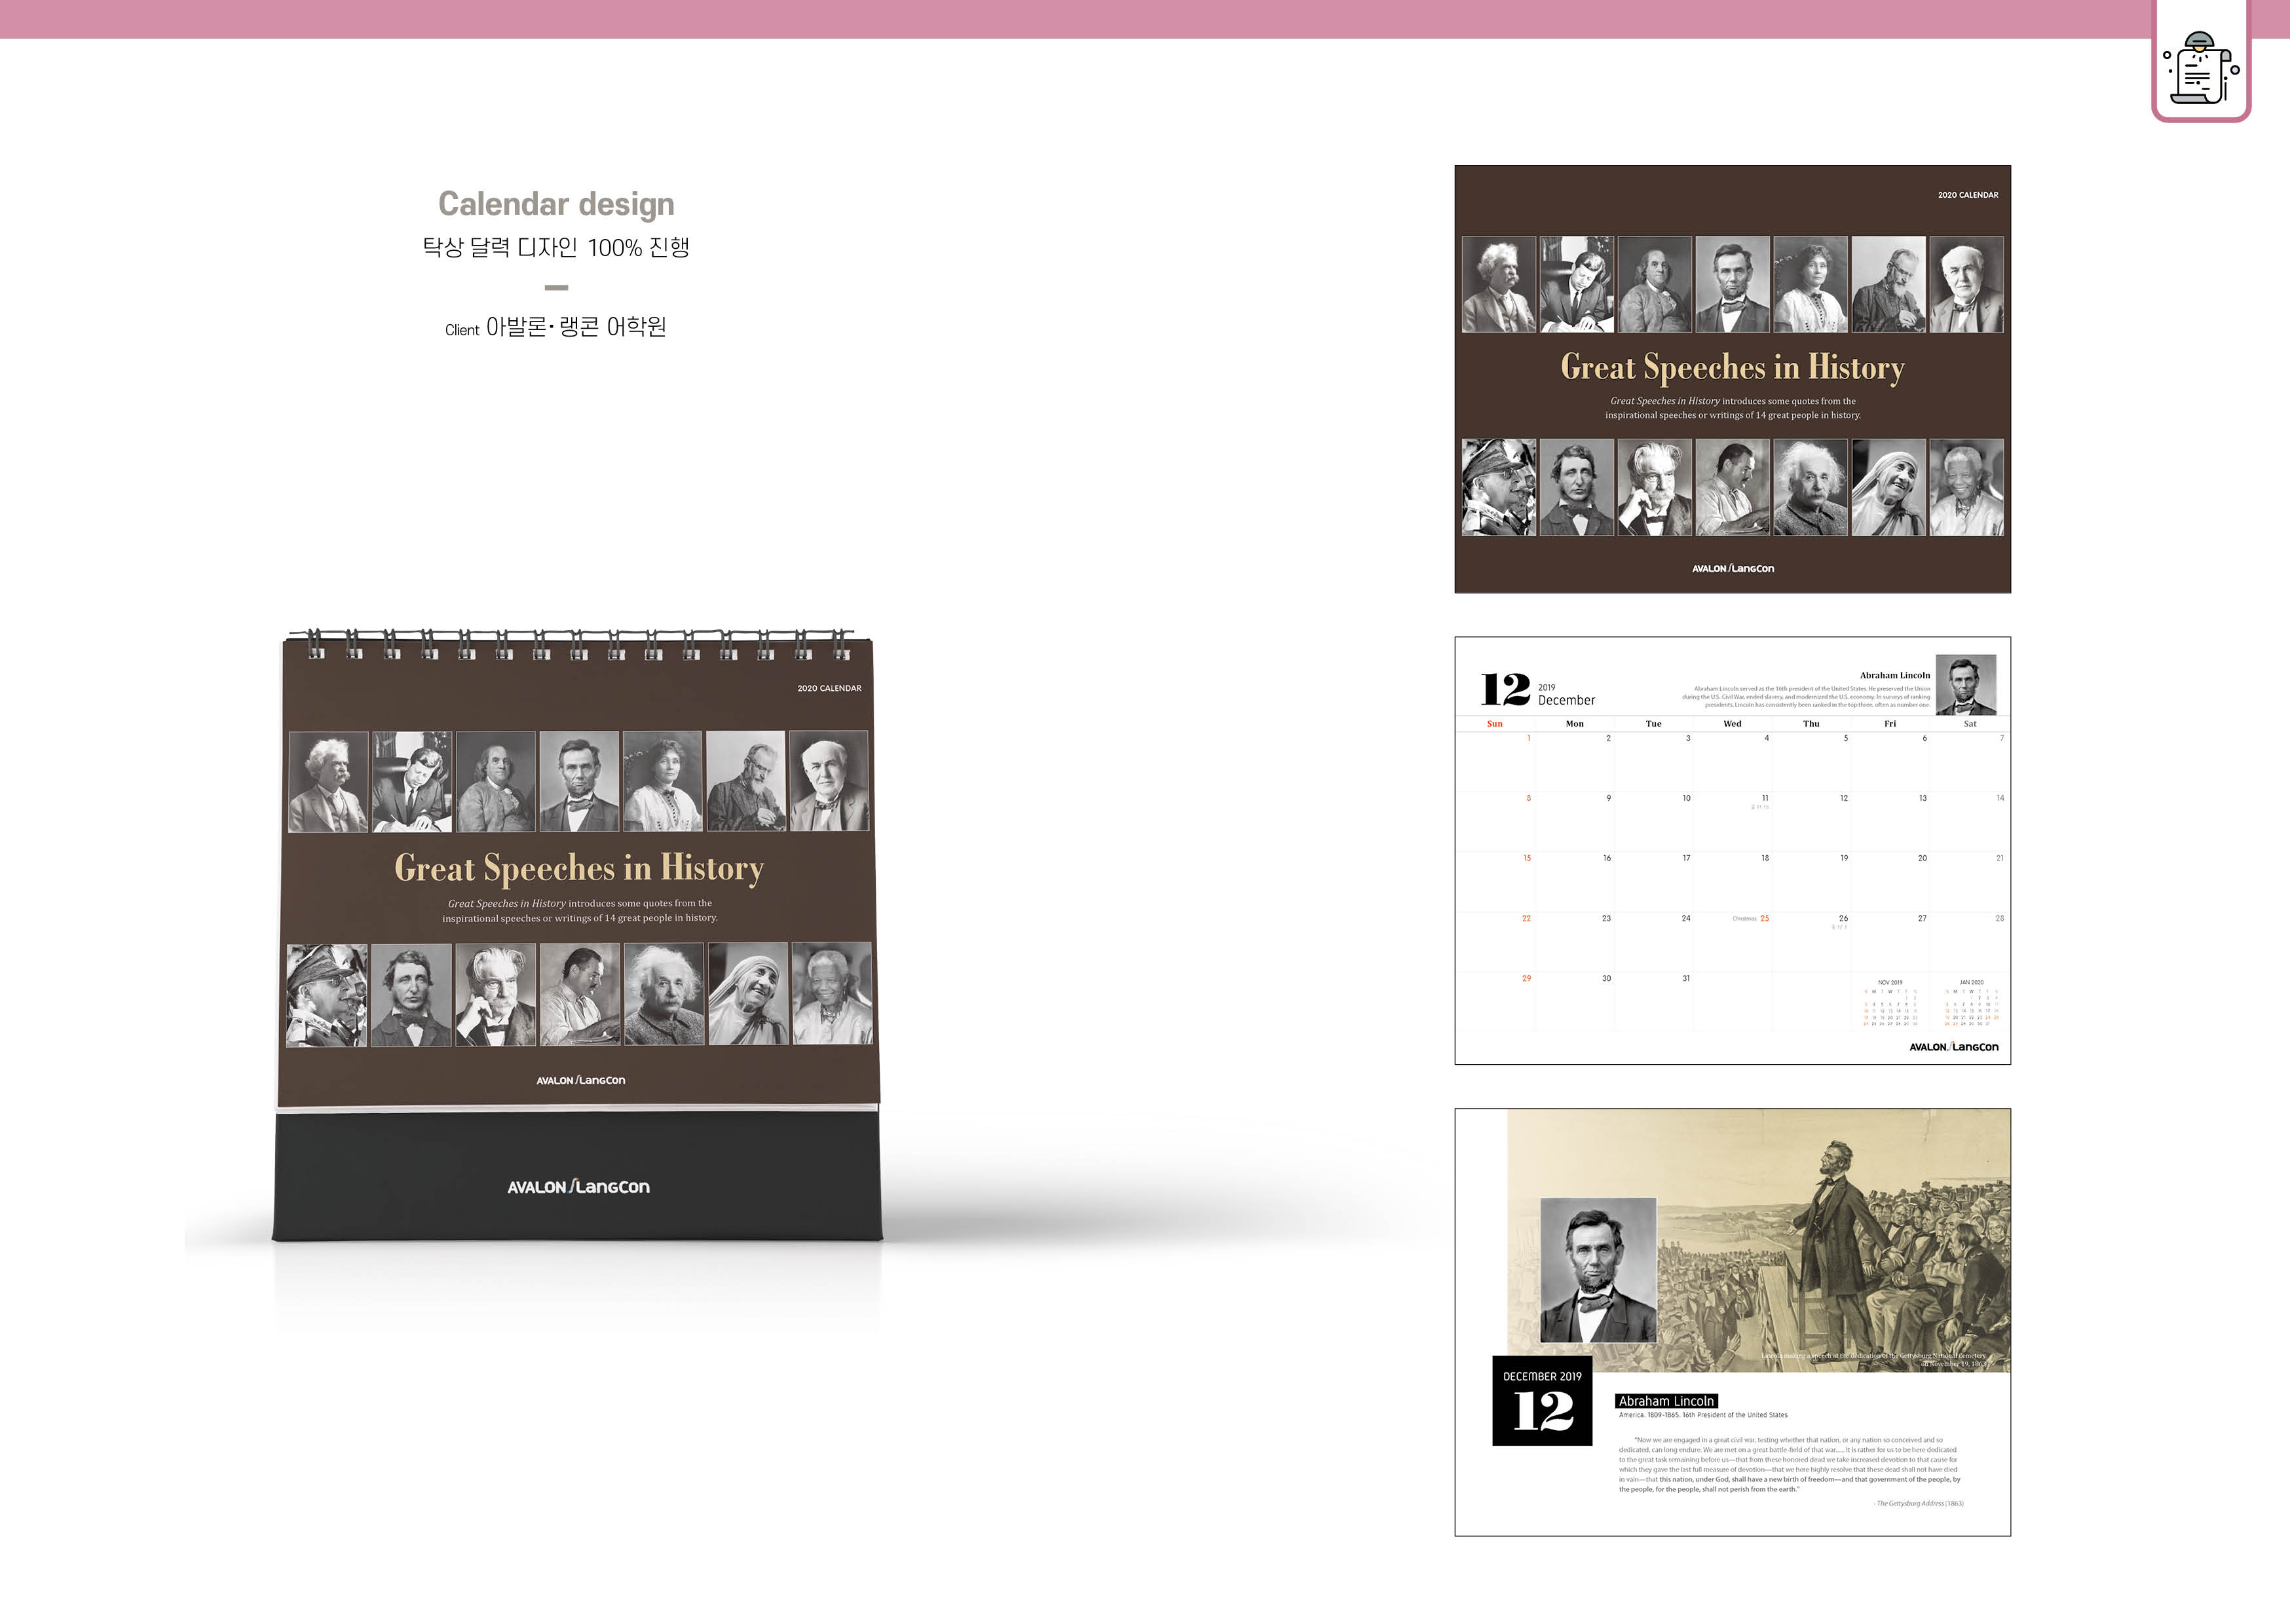 Calendar design
탁상 달력 디자인 100% 진행
Client 아발론·랭콘 어학원
2020 CALENDAR
Great Speeches in History
Great Speeches in History introduces some quotes from the
inspirational speeches or writings of 14 great people in history.
AVALON/LangCon
AVALON/LangCon
2020 CALENDAR
Great Speeches in History
Great Speeches in History introduces some quotes from the
inspirational speeches or writings of 14 great people in history.
AVALON/LangCon
12
2019
December
Abraham Lincoln
Abraham Lincoln served as the 16th president of the United States. He preserved the Union
during the U.S. Civil War, ended slavery, and modernized the U.S. economy. In surveys of ranking
presidents, Lincoln has consistently been ranked in the top three, often as number one.
Sun Mon Tue Wed Thu Fri Sat
1 2 3 4 5 6 7
8 9 10 11 12 13 14
15 16 17 18 19 20 21
22 23 24 Christmas 25 26 27 28
29 30 31
NOV 2019 JAN 2020
AVALON/LangCon
Lincoln making a speech at the dedication of the Gettysburg National Cemetery
on November 19, 1863
DECEMBER 2019
12
Abraham Lincoln
America. 1809-1865. 16th President of the United States
"Now we are engaged in a great civil war, testing whether that nation, or any nation so conceived and so
dedicated, can long endure. We are met on a great battle-field of that war..... It is rather for us to be here dedicated
to the great task remaining before us—that from these honored dead we take increased devotion to that cause for
which they gave the last full measure of devotion—that we here highly resolve that these dead shall not have died
in vain—that this nation, under God, shall have a new birth of freedom—and that government of the people, by
the people, for the people, shall not perish from the earth."
- The Gettysburg Address (1863)